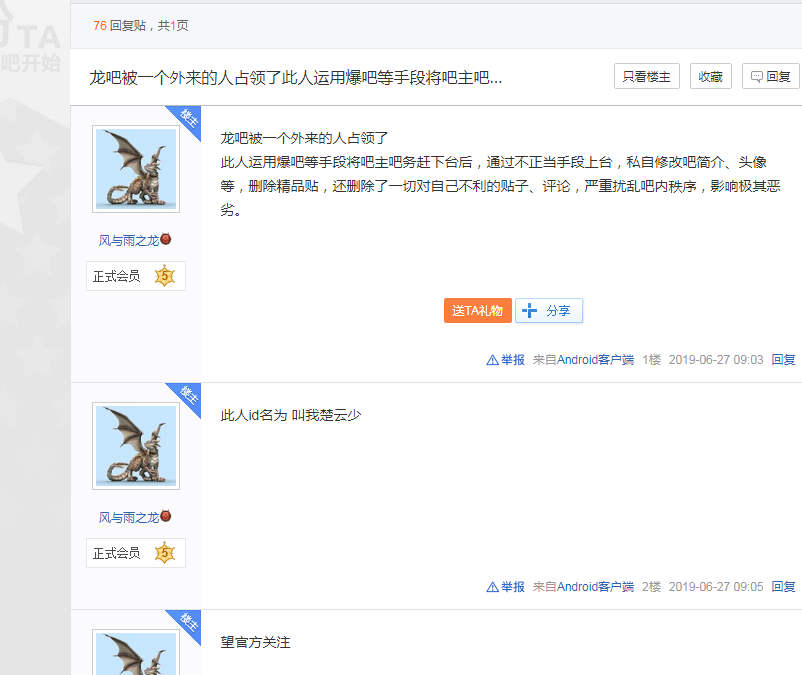 TA
吧开始
76 回复贴，共1页
龙吧被一个外来的人占领了此人运用爆吧等手段将吧主吧...
只看楼主
收藏
回复
楼主
龙吧被一个外来的人占领了
此人运用爆吧等手段将吧主吧务赶下台后，通过不正当手段上台，私自修改吧简介、头像
等，删除精品贴，还删除了一切对自己不利的贴子、评论，严重扰乱吧内秩序，影响极其恶
劣。
风与雨之龙
正式会员 5
送TA礼物
分享
举报 来自Android客户端 1楼 2019-06-27 09:03 回复
楼主
此人id名为 叫我楚云少
风与雨之龙
正式会员 5
举报 来自Android客户端 2楼 2019-06-27 09:05 回复
楼主
望官方关注